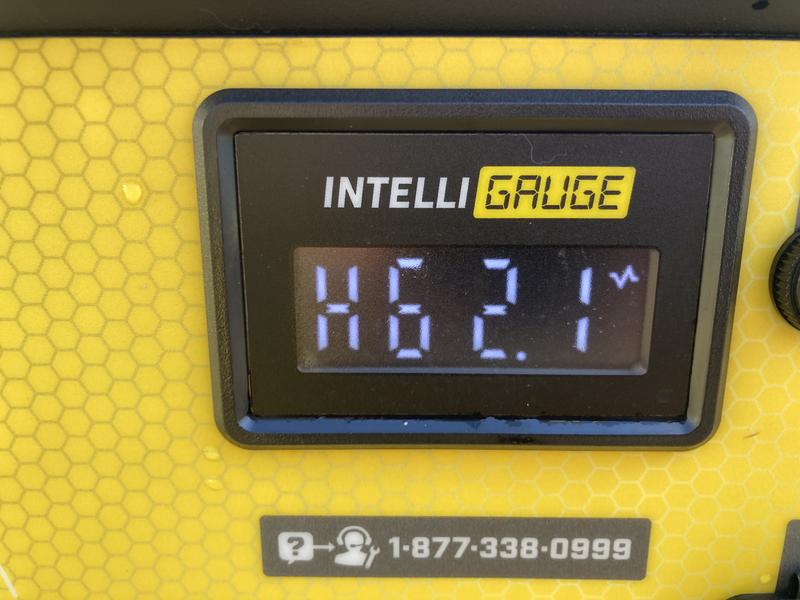 INTELLI GAUGE
H62.1
1-877-338-0999